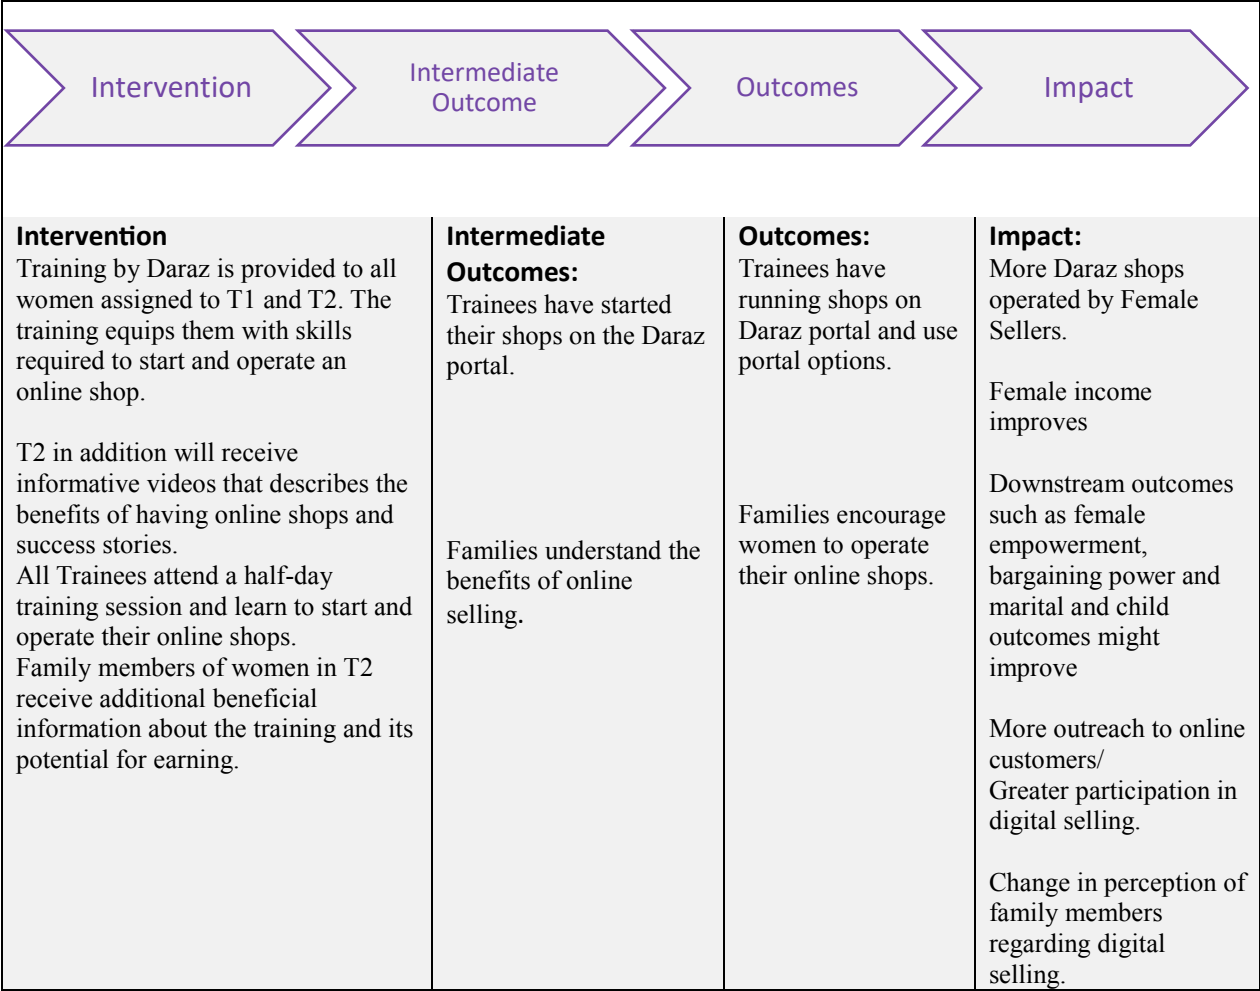 Intervention
Intermediate
Outcome
Outcomes
Impact
Intervention
Training by Daraz is provided to all
women assigned to T1 and T2. The
training equips them with skills
required to start and operate an
online shop.
T2 in addition will receive
informative videos that describes the
benefits of having online shops and
success stories.
All Trainees attend a half-day
training session and learn to start and
operate their online shops.
Family members of women in T2
receive additional beneficial
information about the training and its
potential for earning.
Intermediate
Outcomes:
Trainees have started
their shops on the Daraz
portal.
Families understand the
benefits of online
selling.
Outcomes:
Trainees have
running shops on
Daraz portal and use
portal options.
Families encourage
women to operate
their online shops.
Impact:
More Daraz shops
operated by Female
Sellers.
Female income
improves
Downstream outcomes
such as female
empowerment,
bargaining power and
marital and child
outcomes might
improve
More outreach to online
customers/
Greater participation in
digital selling.
Change in perception of
family members
regarding digital
selling.